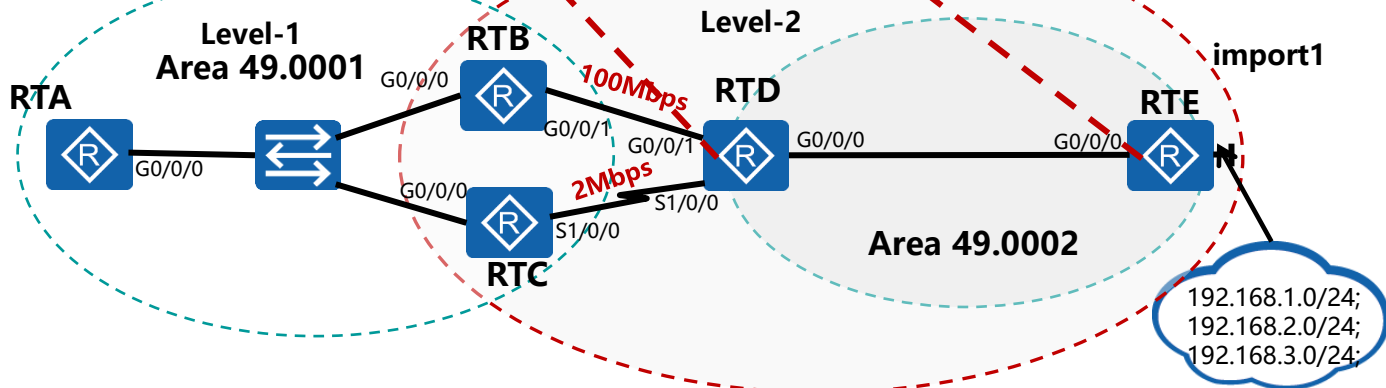 Level-1
Area 49.0001
RTA
G0/0/0
G0/0/0
RTB
G0/0/1
100Mbps
G0/0/0
RTC
S1/0/0
2Mbps
Level-2
RTD
G0/0/1
S1/0/0
G0/0/0
G0/0/0
Area 49.0002
import1
RTE
N
192.168.1.0/24;
192.168.2.0/24;
192.168.3.0/24;
R
R
R
R
R